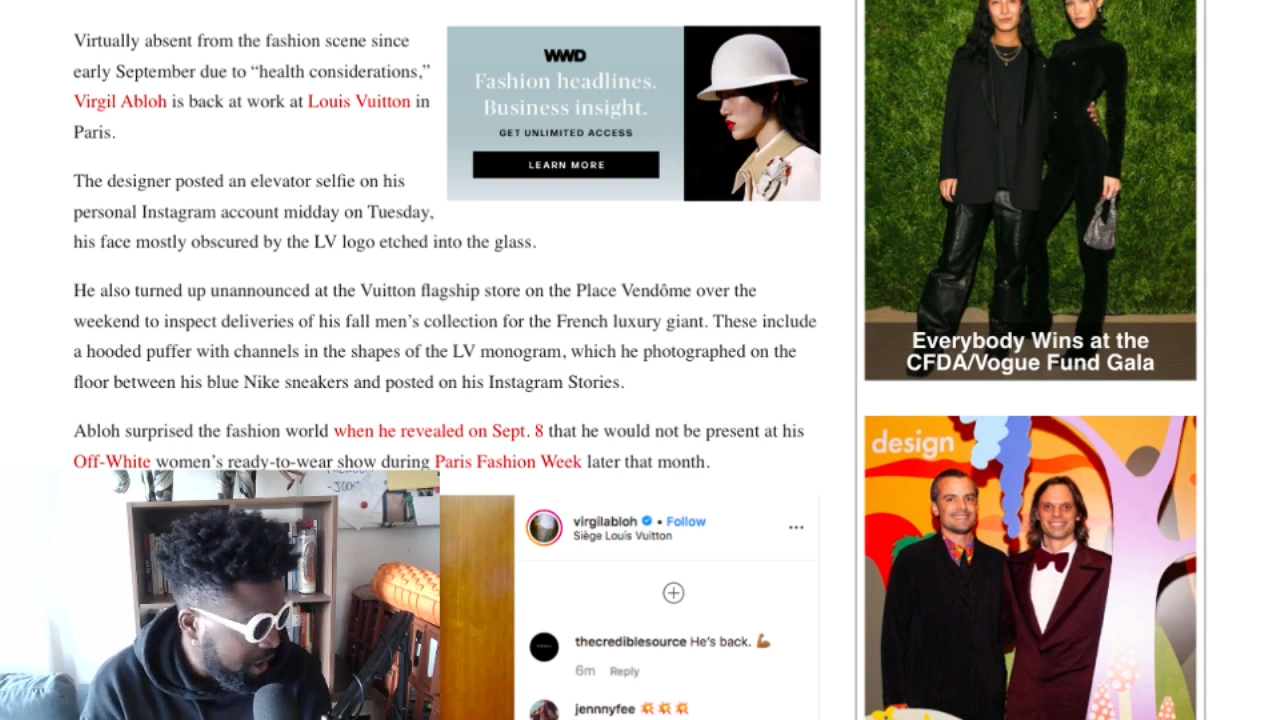 Virtually absent from the fashion scene since
early September due to “health considerations,”
Virgil Abloh is back at work at Louis Vuitton in
Paris.
The designer posted an elevator selfie on his
personal Instagram account midday on Tuesday,
his face mostly obscured by the LV logo etched into the glass.
He also turned up unannounced at the Vuitton flagship store on the Place Vendôme over the
weekend to inspect deliveries of his fall men’s collection for the French luxury giant. These include
a hooded puffer with channels in the shapes of the LV monogram, which he photographed on the
floor between his blue Nike sneakers and posted on his Instagram Stories.
Abloh surprised the fashion world when he revealed on Sept. 8 that he would not be present at his
Off-White women’s ready-to-wear show during Paris Fashion Week later that month.
WWD
Fashion headlines.
Business insight.
GET UNLIMITED ACCESS
LEARN MORE
virgilabloh • Follow
Siège Louis Vuitton
thecrediblesource He's back. 💪🏾
6m Reply
jennnyfee 💥💥💥
Everybody Wins at the
CFDA/Vogue Fund Gala
design